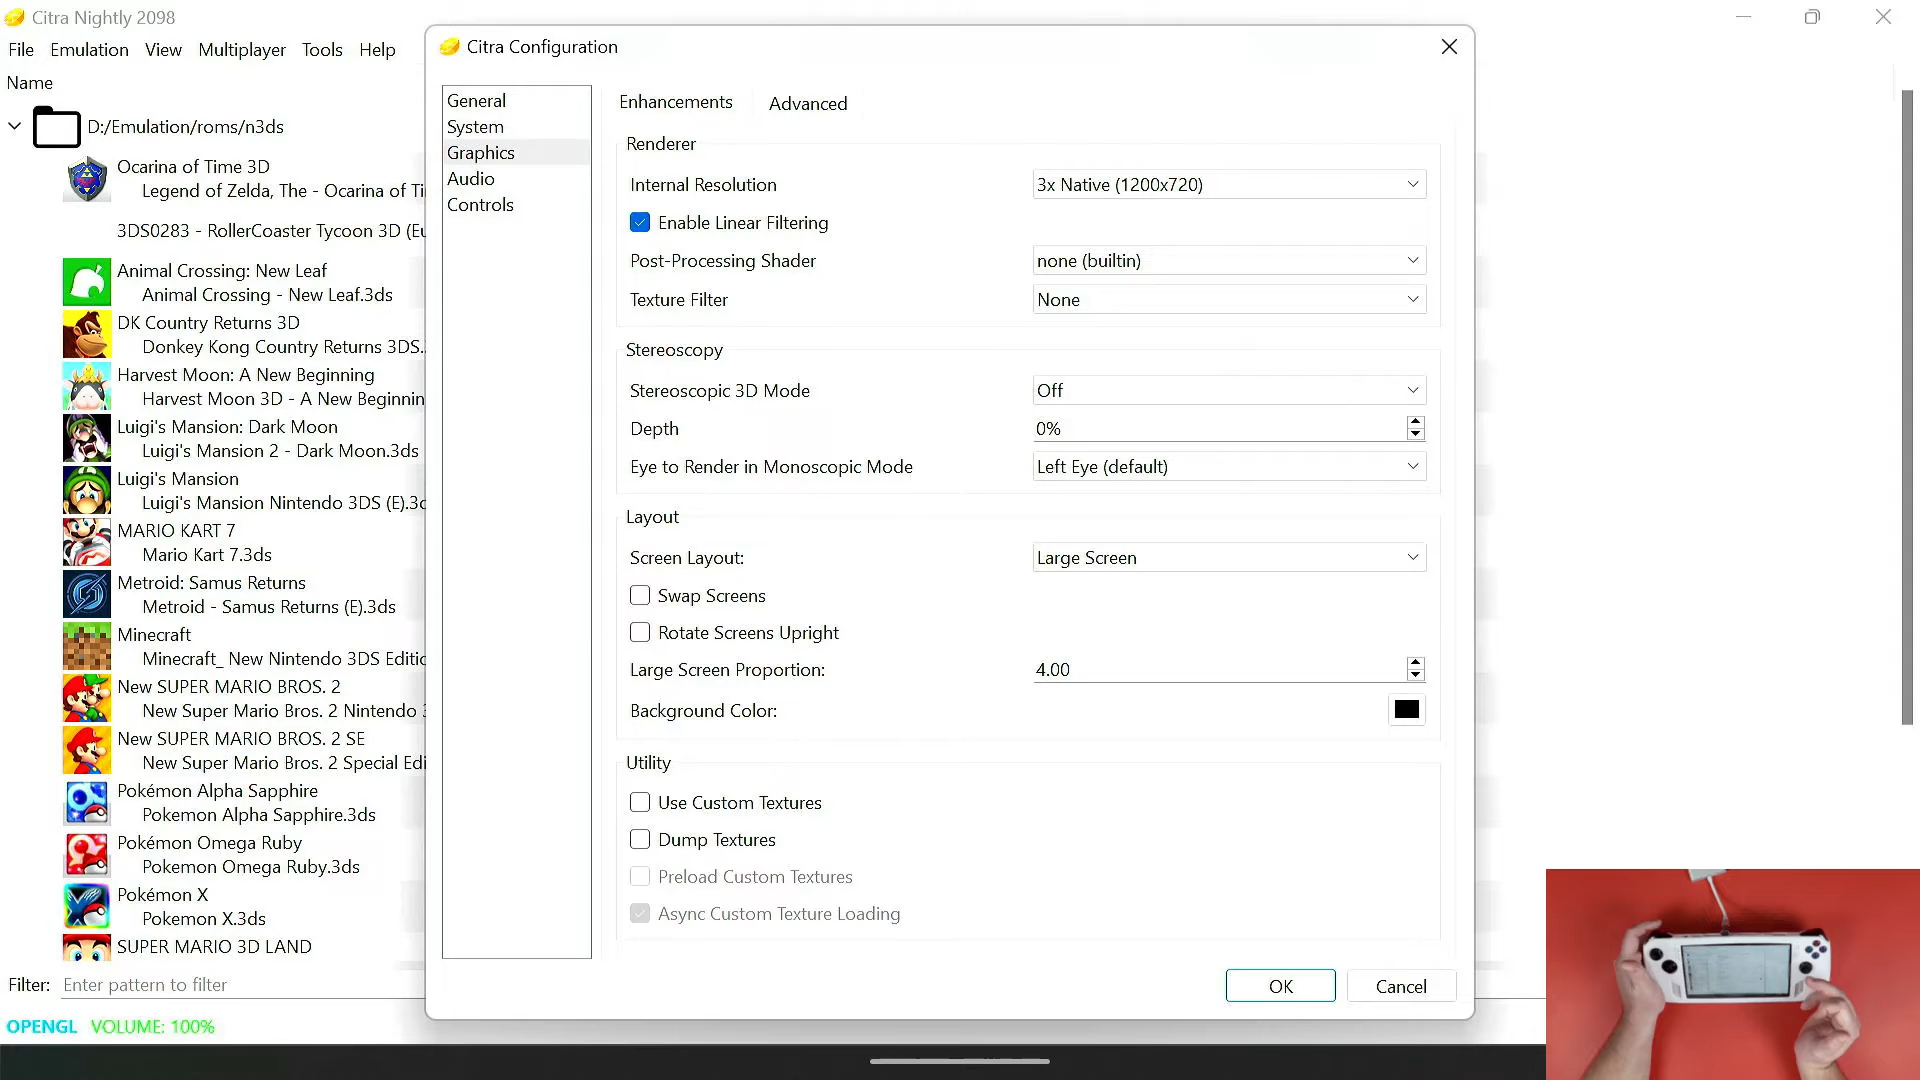 Citra Nightly 2098
File Emulation View Multiplayer Tools Help
Name
D:/Emulation/roms/n3ds
Ocarina of Time 3D
Legend of Zelda, The - Ocarina of Ti
3DS0283 - RollerCoaster Tycoon 3D (Eu
Animal Crossing: New Leaf
Animal Crossing - New Leaf.3ds
DK Country Returns 3D
Donkey Kong Country Returns 3DS.
Harvest Moon: A New Beginning
Harvest Moon 3D - A New Beginnin
Luigi's Mansion: Dark Moon
Luigi's Mansion 2 - Dark Moon.3ds
Luigi's Mansion
Luigi's Mansion Nintendo 3DS (E).3d
MARIO KART 7
Mario Kart 7.3ds
Metroid: Samus Returns
Metroid - Samus Returns (E).3ds
Minecraft
Minecraft_ New Nintendo 3DS Editio
New SUPER MARIO BROS. 2
New Super Mario Bros. 2 Nintendo 3
New SUPER MARIO BROS. 2 SE
New Super Mario Bros. 2 Special Edi
Pokémon Alpha Sapphire
Pokemon Alpha Sapphire.3ds
Pokémon Omega Ruby
Pokemon Omega Ruby.3ds
Pokémon X
Pokemon X.3ds
SUPER MARIO 3D LAND
Filter: Enter pattern to filter
OPENGL VOLUME: 100%
Citra Configuration
General
System
Graphics
Audio
Controls
Enhancements Advanced
Renderer
Internal Resolution 3x Native (1200x720)
Enable Linear Filtering
Post-Processing Shader none (builtin)
Texture Filter None
Stereoscopy
Stereoscopic 3D Mode Off
Depth 0%
Eye to Render in Monoscopic Mode Left Eye (default)
Layout
Screen Layout: Large Screen
Swap Screens
Rotate Screens Upright
Large Screen Proportion: 4.00
Background Color:
Utility
Use Custom Textures
Dump Textures
Preload Custom Textures
Async Custom Texture Loading
OK Cancel